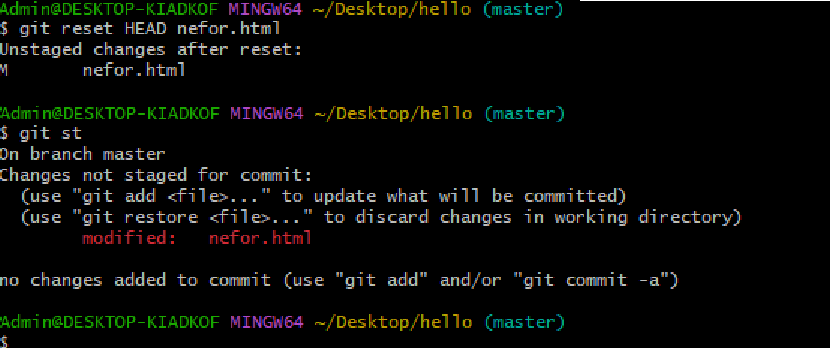 Admin@DESKTOP-KIADKOF MINGW64 ~/Desktop/hello (master)
$ git reset HEAD nefor.html
Unstaged changes after reset:
M       nefor.html

Admin@DESKTOP-KIADKOF MINGW64 ~/Desktop/hello (master)
$ git st
On branch master
Changes not staged for commit:
  (use "git add <file>..." to update what will be committed)
  (use "git restore <file>..." to discard changes in working directory)
        modified:   nefor.html

no changes added to commit (use "git add" and/or "git commit -a")

Admin@DESKTOP-KIADKOF MINGW64 ~/Desktop/hello (master)
$